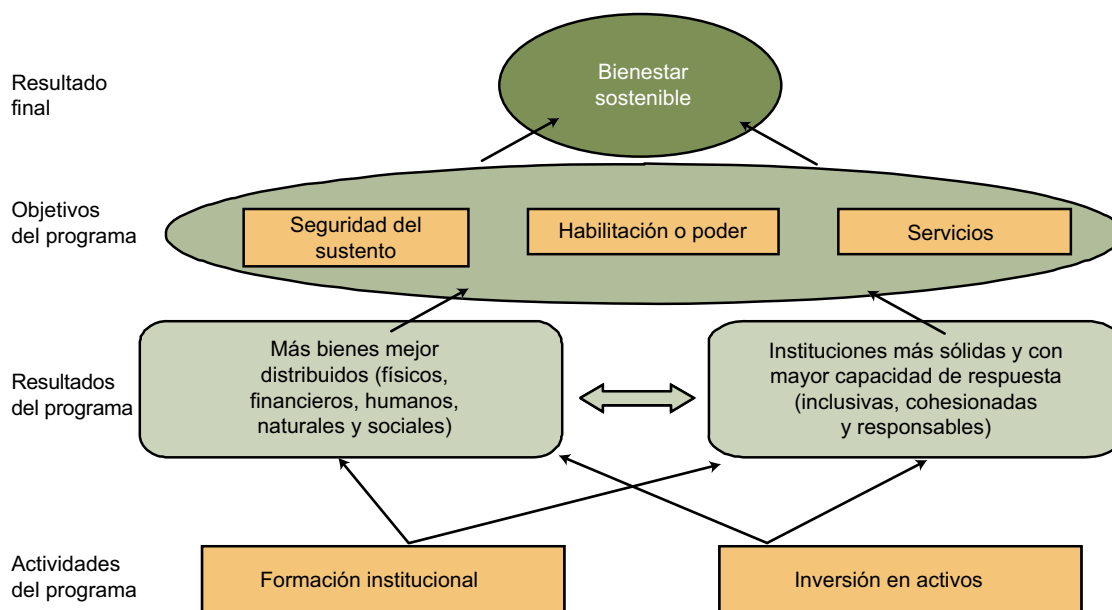 Resultado
final
Bienestar
sostenible
Objetivos
del programa
Seguridad del
sustento
Habilitación o poder
Servicios
Resultados
del programa
Más bienes mejor
distribuidos (físicos,
financieros, humanos,
naturales y sociales)
Instituciones más sólidas y con
mayor capacidad de respuesta
(inclusivas, cohesionadas
y responsables)
Actividades
del programa
Formación institucional
Inversión en activos